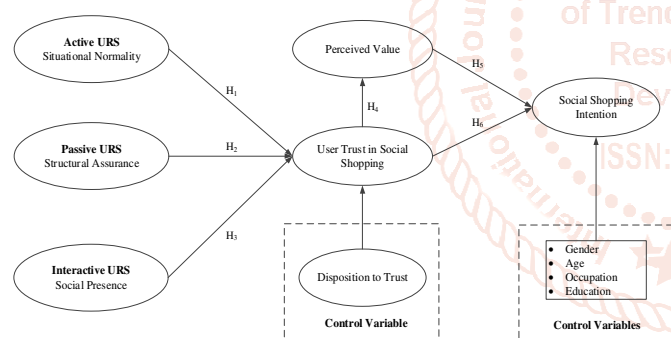 Active URS
Situational Normality
Passive URS
Structural Assurance
Interactive URS
Social Presence
H1
H2
H3
Perceived Value
H4
User Trust in Social
Shopping
Disposition to Trust
Control Variable
H5
H6
Social Shopping
Intention
• Gender
• Age
• Occupation
• Education
Control Variables
of Trend
Rese
Dev
ISSN: